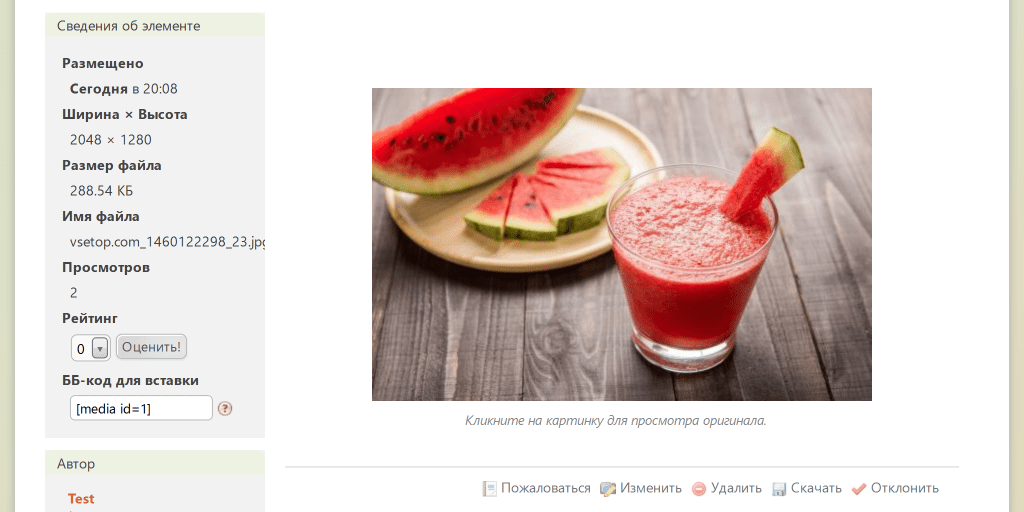 Сведения об элементе
Размещено
Сегодня в 20:08
Ширина × Высота
2048 × 1280
Размер файла
288.54 КБ
Имя файла
vsetop.com_1460122298_23.jpg
Просмотров
2
Рейтинг
0 Оценить!
ББ-код для вставки
[media id=1] ?
Автор
Test
Кликните на картинку для просмотра оригинала.
Пожаловаться Изменить Удалить Скачать Отклонить